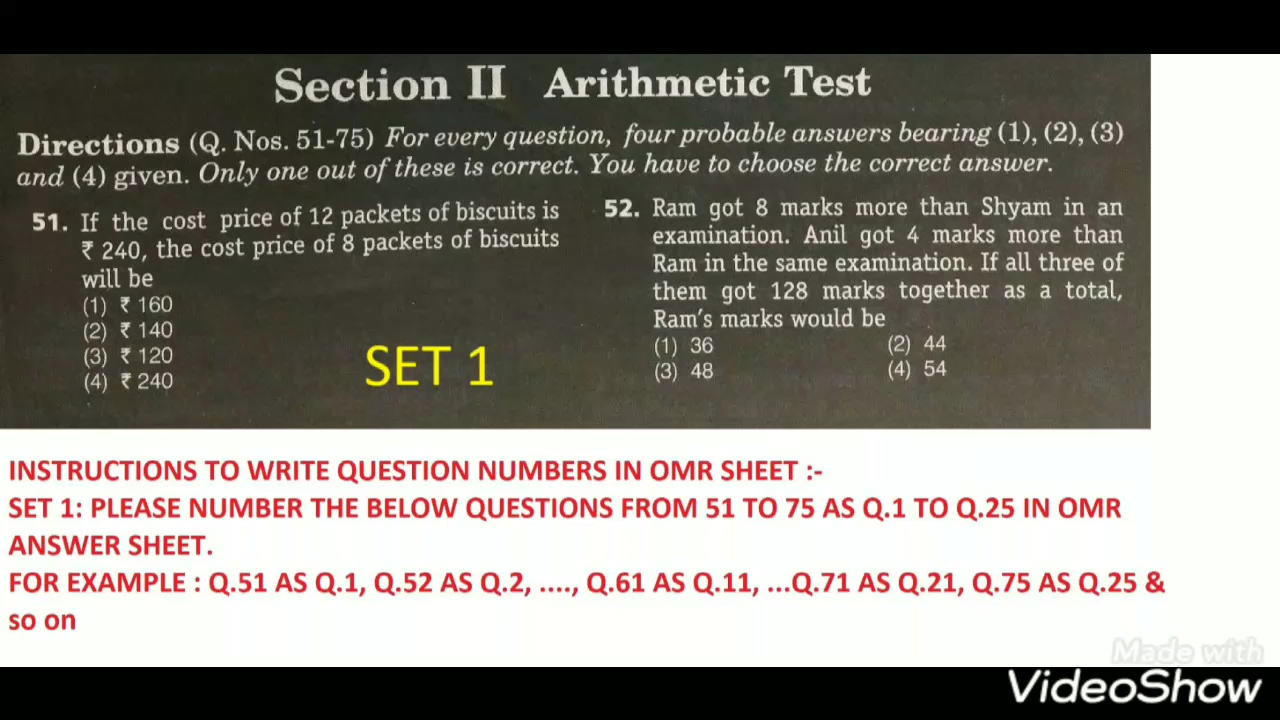 Section II Arithmetic Test
Directions (Q. Nos. 51-75) For every question, four probable answers bearing (1), (2), (3)
and (4) given. Only one out of these is correct. You have to choose the correct answer.
51. If the cost price of 12 packets of biscuits is
₹ 240, the cost price of 8 packets of biscuits
will be
(1) ₹ 160
(2) ₹ 140
(3) ₹ 120
(4) ₹ 240
SET 1
52. Ram got 8 marks more than Shyam in an
examination. Anil got 4 marks more than
Ram in the same examination. If all three of
them got 128 marks together as a total,
Ram's marks would be
(1) 36 (2) 44
(3) 48 (4) 54
INSTRUCTIONS TO WRITE QUESTION NUMBERS IN OMR SHEET :-
SET 1: PLEASE NUMBER THE BELOW QUESTIONS FROM 51 TO 75 AS Q.1 TO Q.25 IN OMR
ANSWER SHEET.
FOR EXAMPLE : Q.51 AS Q.1, Q.52 AS Q.2, ...., Q.61 AS Q.11, ...Q.71 AS Q.21, Q.75 AS Q.25 &
so on
Made with
VideoShow